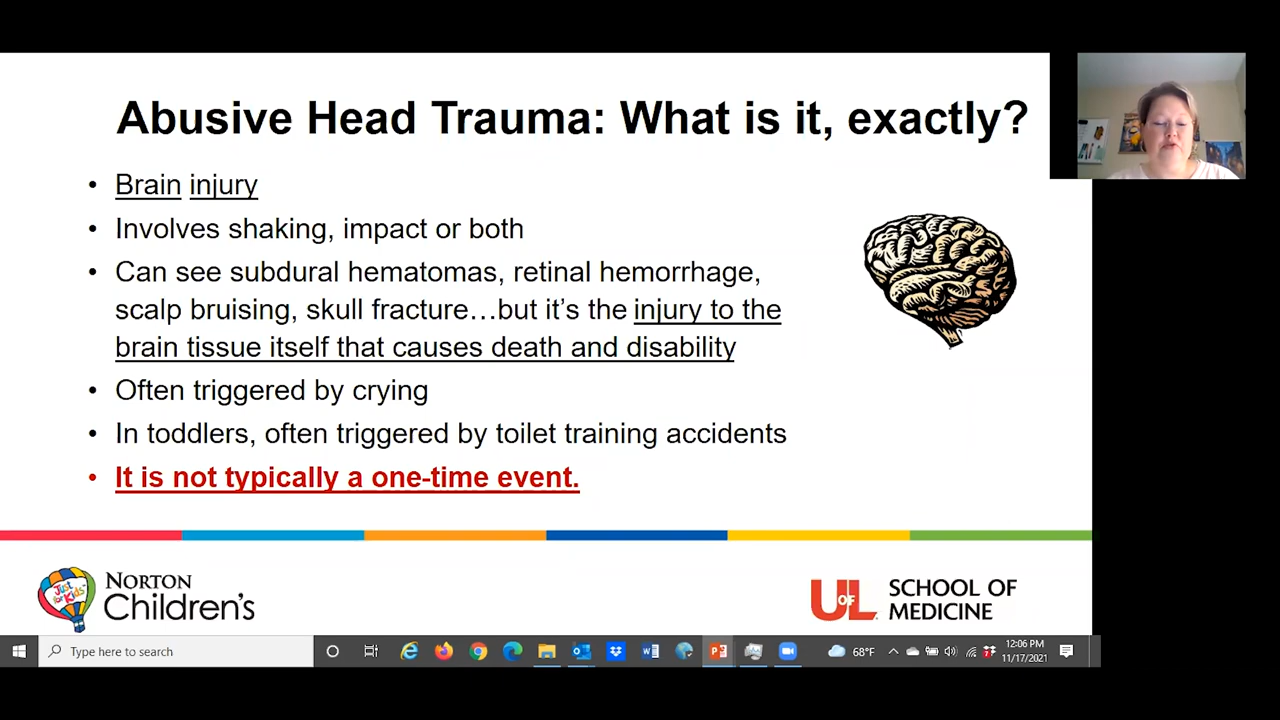 Abusive Head Trauma: What is it, exactly?
• Brain injury
• Involves shaking, impact or both
• Can see subdural hematomas, retinal hemorrhage,
scalp bruising, skull fracture…but it’s the injury to the
brain tissue itself that causes death and disability
• Often triggered by crying
• In toddlers, often triggered by toilet training accidents
• It is not typically a one-time event.
Just for Kids
NORTON
Children's
UofL
SCHOOL OF
MEDICINE
Type here to search
68°F
12:06 PM
11/17/2021